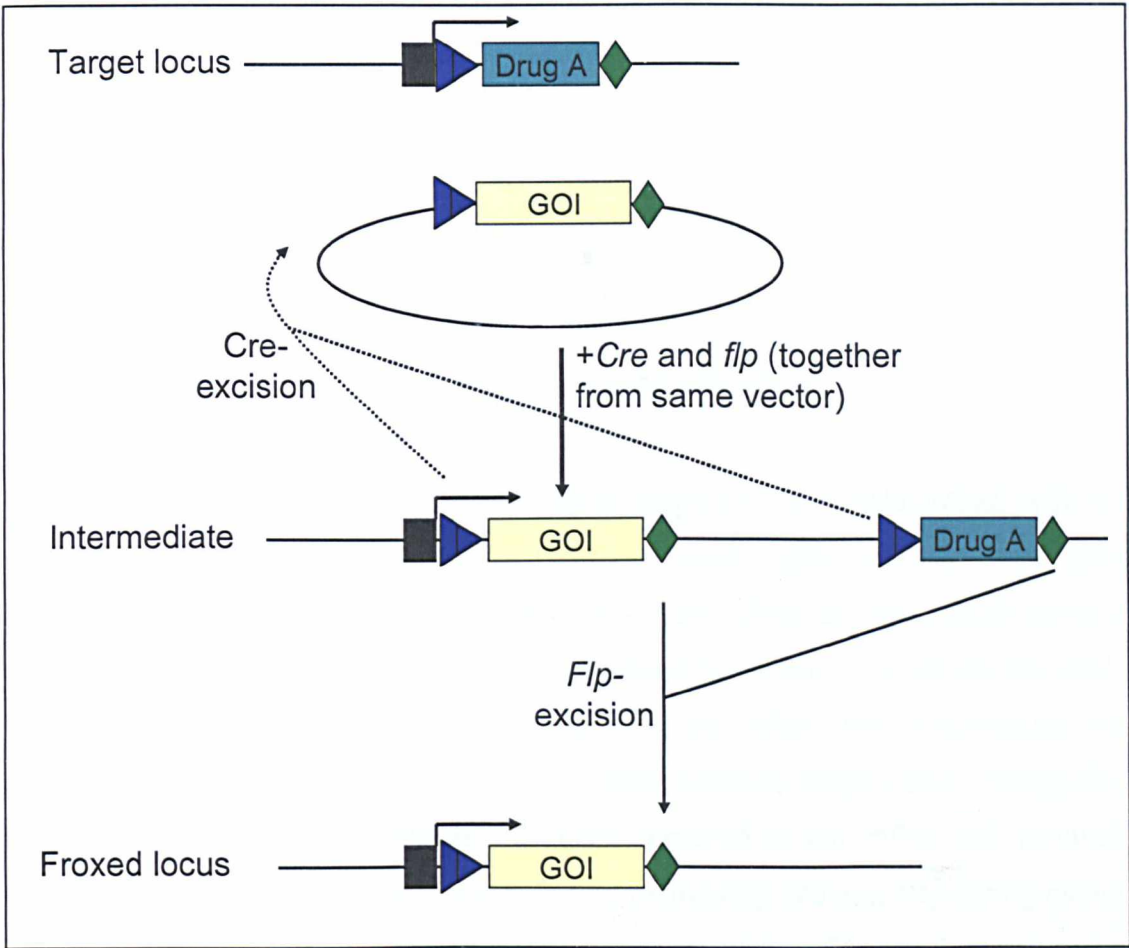 Target locus
Drug A
GOI
Cre-
excision
+Cre and flp (together
from same vector)
Intermediate
GOI
Drug A
Flp-
excision
Froxed locus
GOI